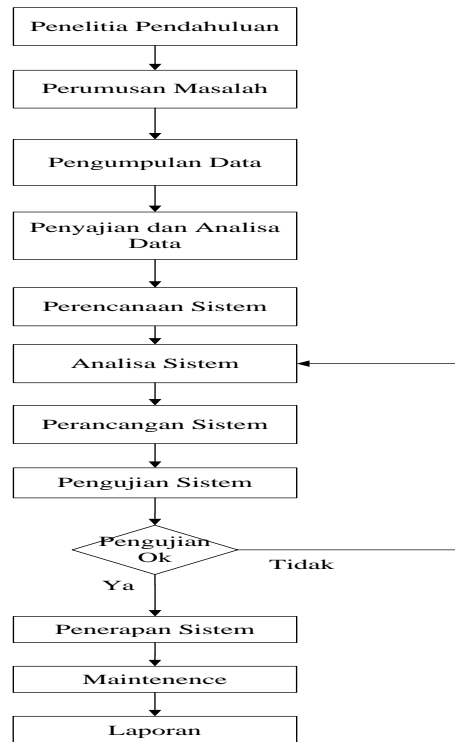 Penelitia Pendahuluan
Perumusan Masalah
Pengumpulan Data
Penyajian dan Analisa
Data
Perencanaan Sistem
Analisa Sistem
Perancangan Sistem
Pengujian Sistem
Pengujian
Ok
Tidak
Ya
Penerapan Sistem
Maintenence
Laporan